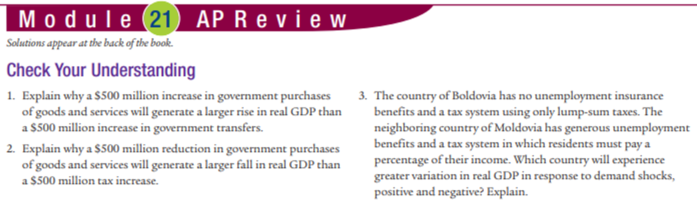 Module 21 AP Review
Solutions appear at the back of the book.
Check Your Understanding
1. Explain why a $500 million increase in government purchases
of goods and services will generate a larger rise in real GDP than
a $500 million increase in government transfers.
2. Explain why a $500 million reduction in government purchases
of goods and services will generate a larger fall in real GDP than
a $500 million tax increase.
3. The country of Boldovia has no unemployment insurance
benefits and a tax system using only lump-sum taxes. The
neighboring country of Moldovia has generous unemployment
benefits and a tax system in which residents must pay a
percentage of their income. Which country will experience
greater variation in real GDP in response to demand shocks,
positive and negative? Explain.